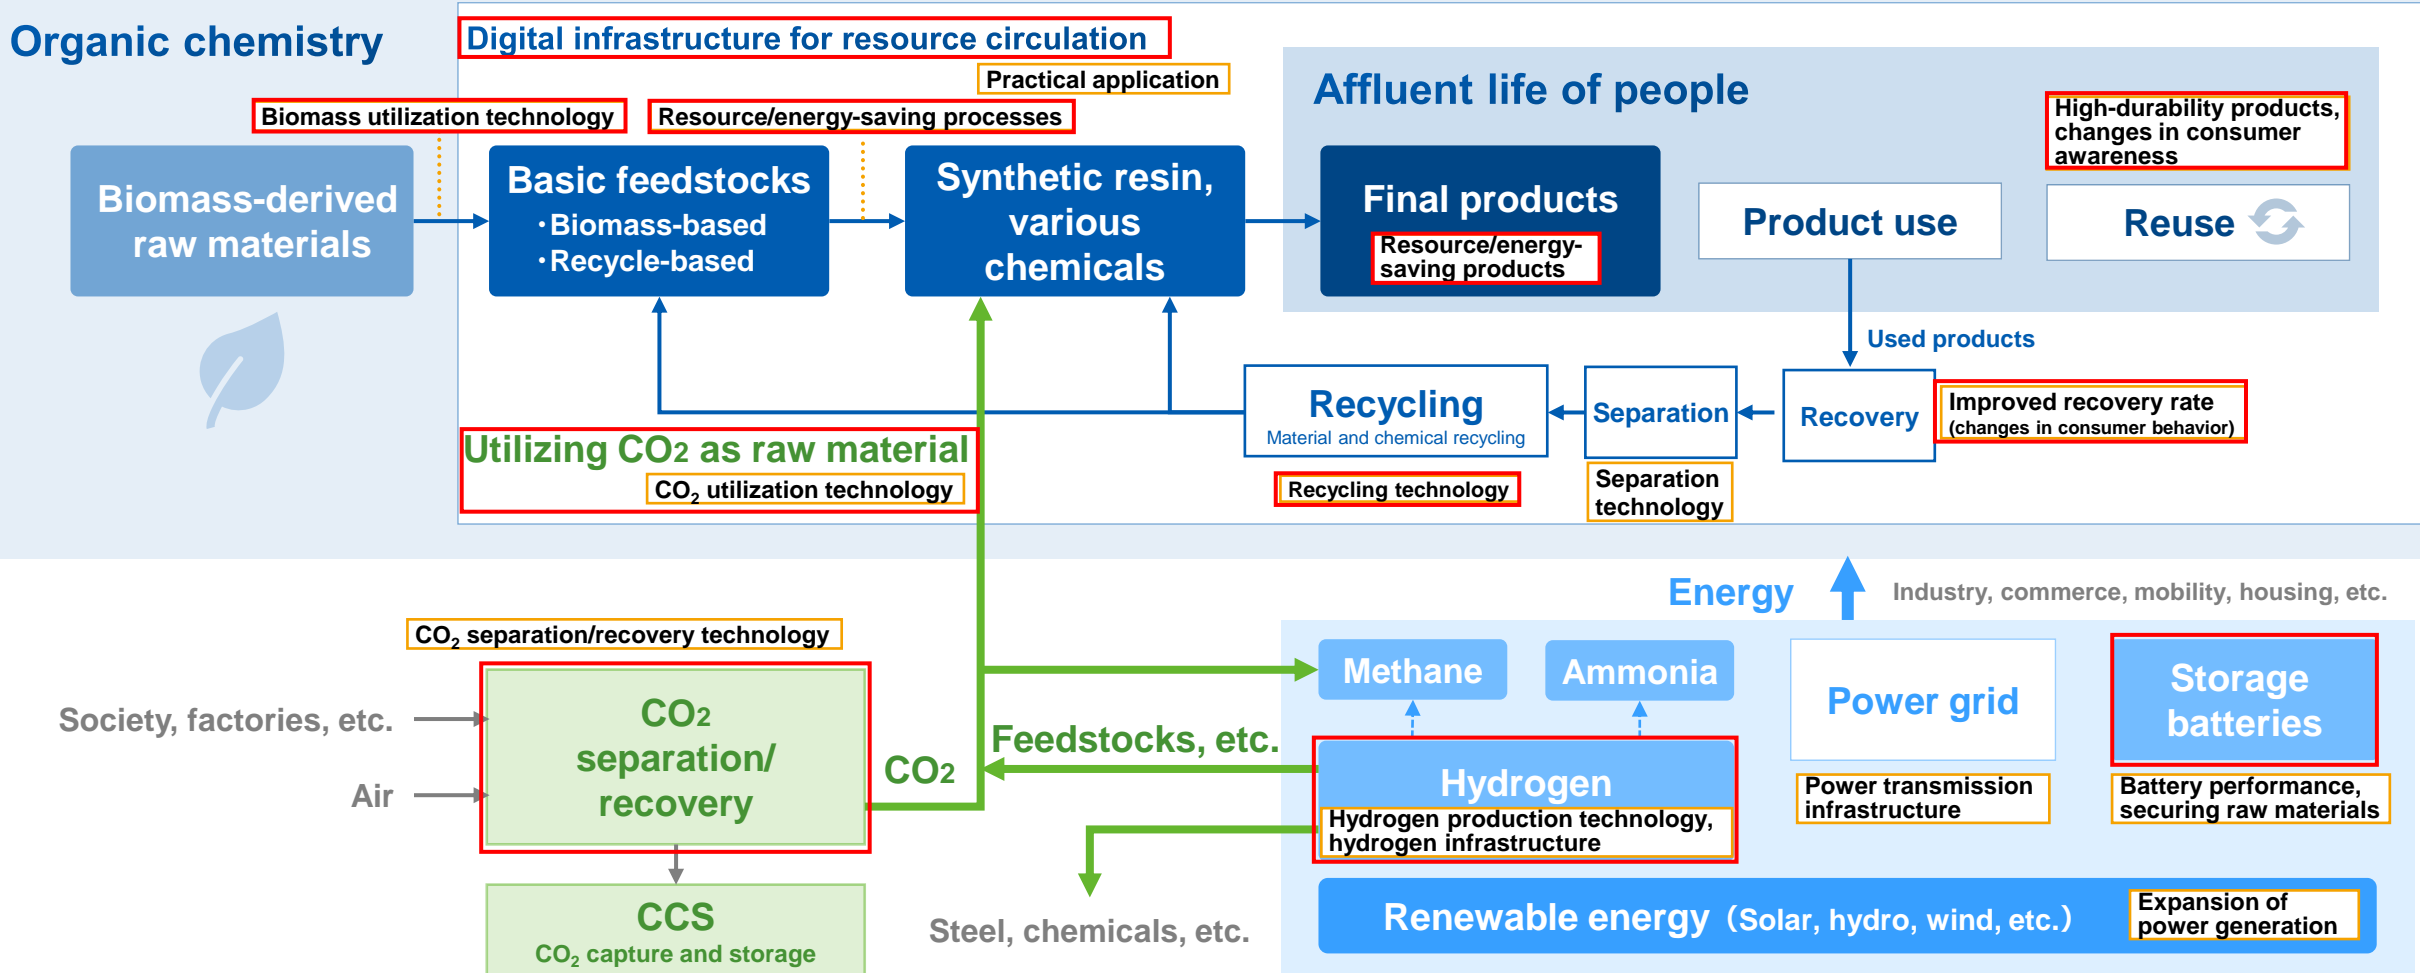 Organic chemistry
Digital infrastructure for resource circulation
Practical application
Biomass utilization technology
Resource/energy-saving processes
Affluent life of people
High-durability products,
changes in consumer
awareness
Biomass-derived
raw materials
Basic feedstocks
・Biomass-based
・Recycle-based
Synthetic resin,
various
chemicals
Final products
Resource/energy-
saving products
Product use
Reuse
Used products
Recycling
Material and chemical recycling
Separation
Recovery
Improved recovery rate
(changes in consumer behavior)
Utilizing CO2 as raw material
CO₂ utilization technology
Recycling technology
Separation
technology
Energy
Industry, commerce, mobility, housing, etc.
CO₂ separation/recovery technology
Society, factories, etc.
Air
CO2
separation/
recovery
CO2
Feedstocks, etc.
Methane
Ammonia
Power grid
Storage
batteries
Hydrogen
Hydrogen production technology,
hydrogen infrastructure
Power transmission
infrastructure
Battery performance,
securing raw materials
CCS
CO₂ capture and storage
Steel, chemicals, etc.
Renewable energy（Solar, hydro, wind, etc.）
Expansion of
power generation